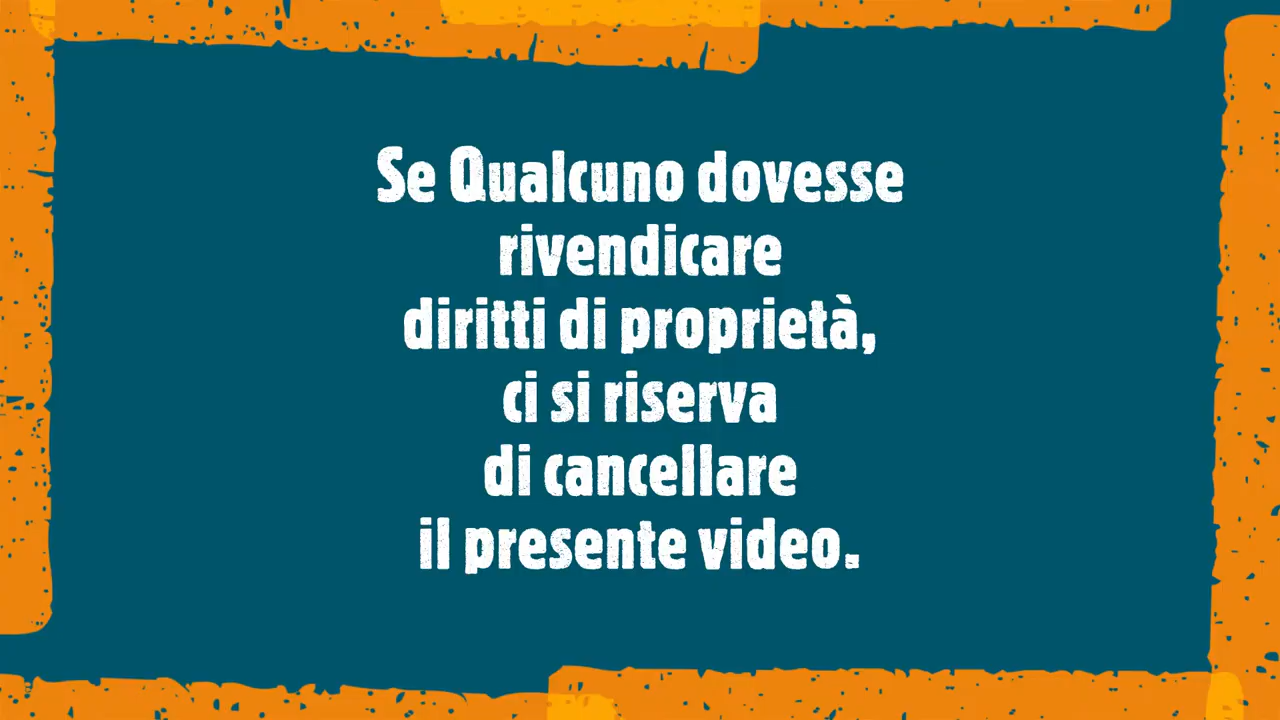 Se Qualcuno dovesse
rivendicare
diritti di proprietà,
ci si riserva
di cancellare
il presente video.